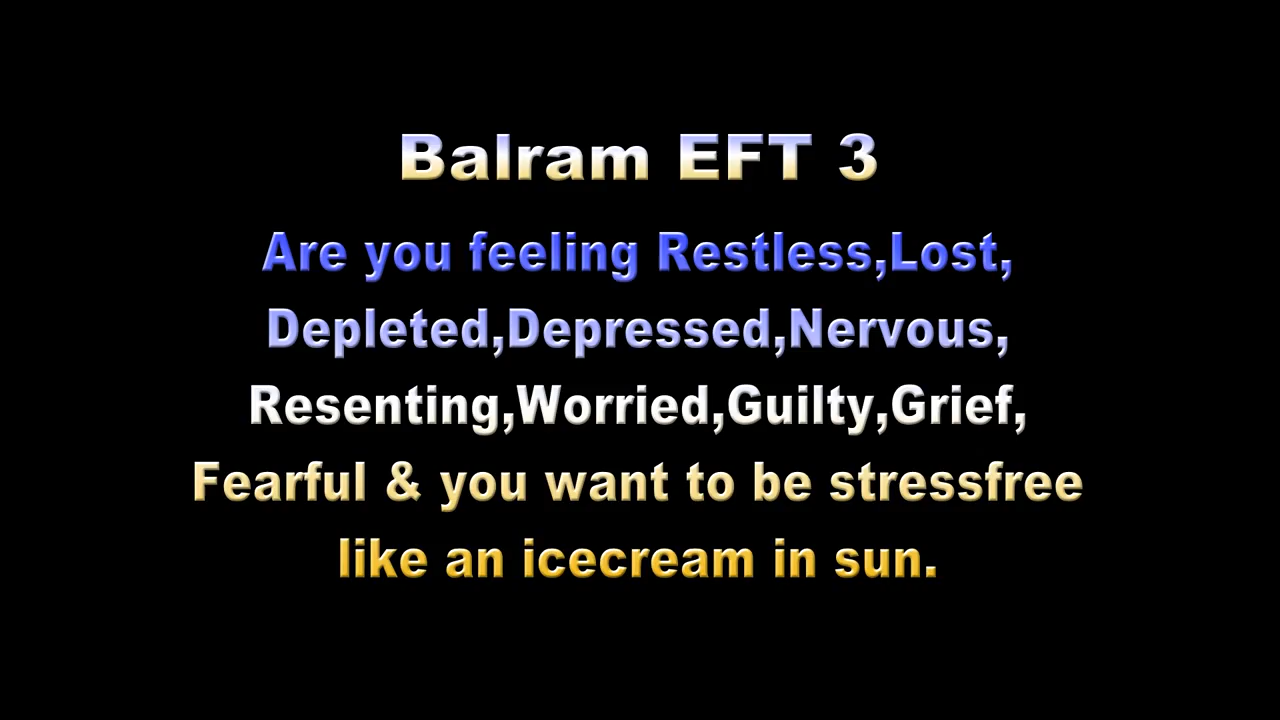 Balram EFT 3
Are you feeling Restless,Lost,
Depleted,Depressed,Nervous,
Resenting,Worried,Guilty,Grief,
Fearful & you want to be stressfree
like an icecream in sun.